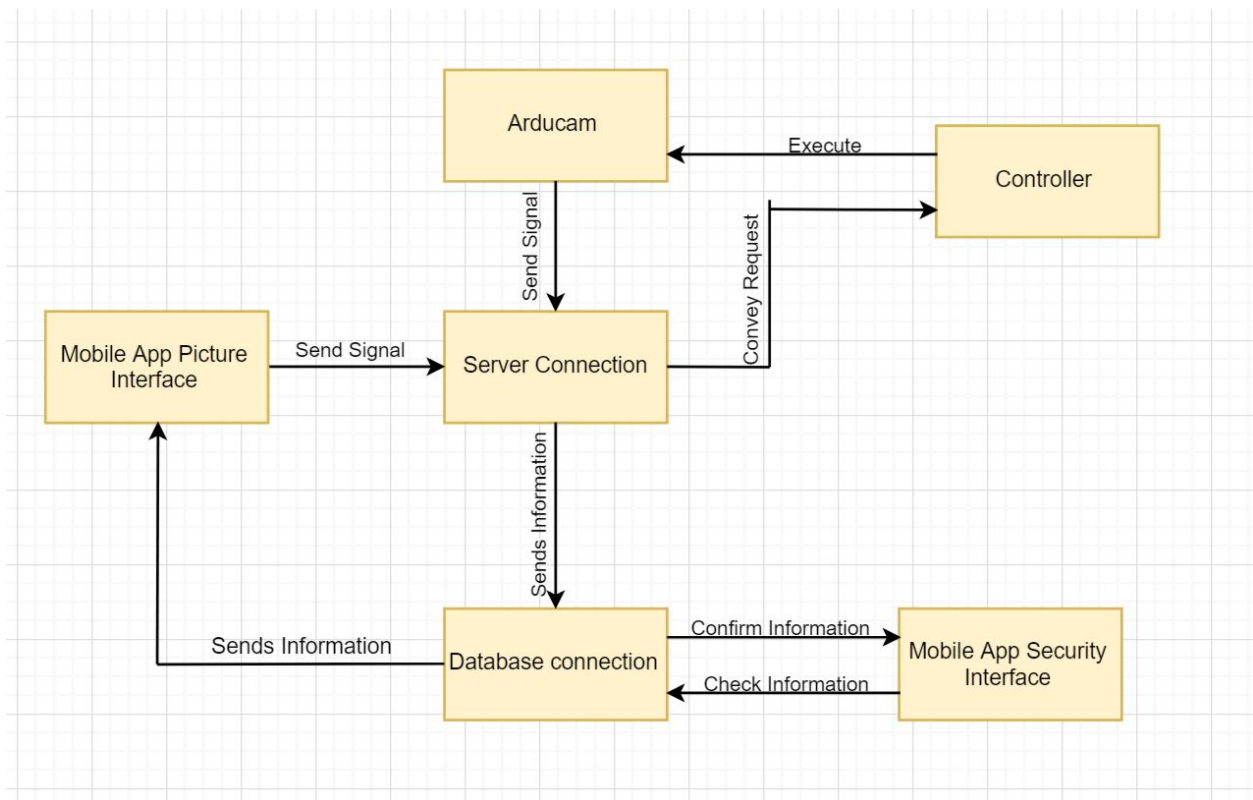 Arducam
Execute
Controller
Send Signal
Convey Request
Mobile App Picture
Interface
Send Signal
Server Connection
Sends Information
Sends Information
Database connection
Confirm Information
Check Information
Mobile App Security
Interface